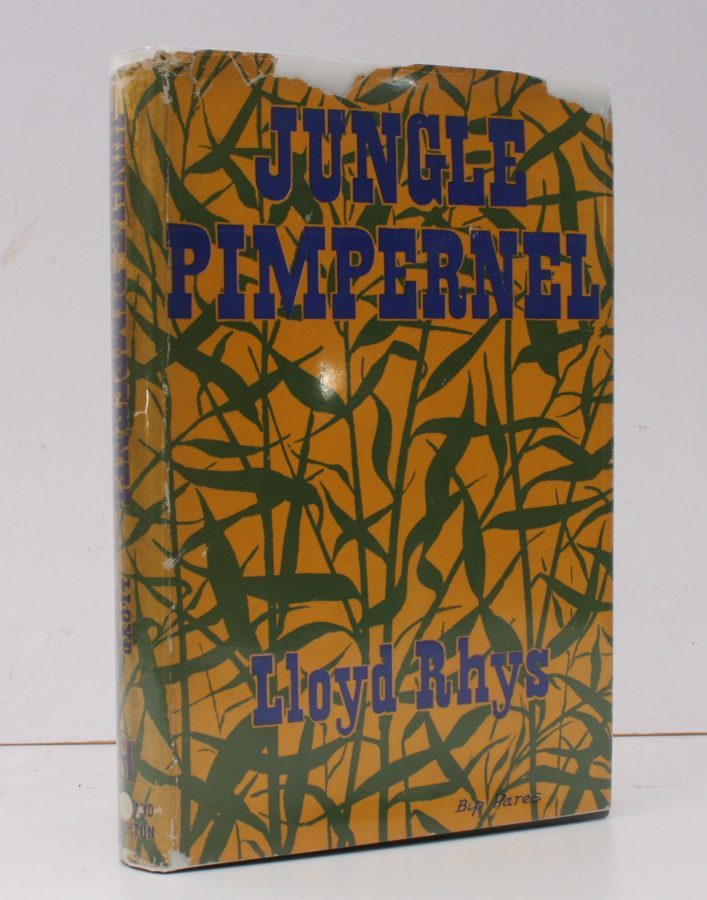 JUNGLE
PIMPERNEL
Lloyd Rhys
Bip Pares
JUNGLE PIMPERNEL
LLOYD